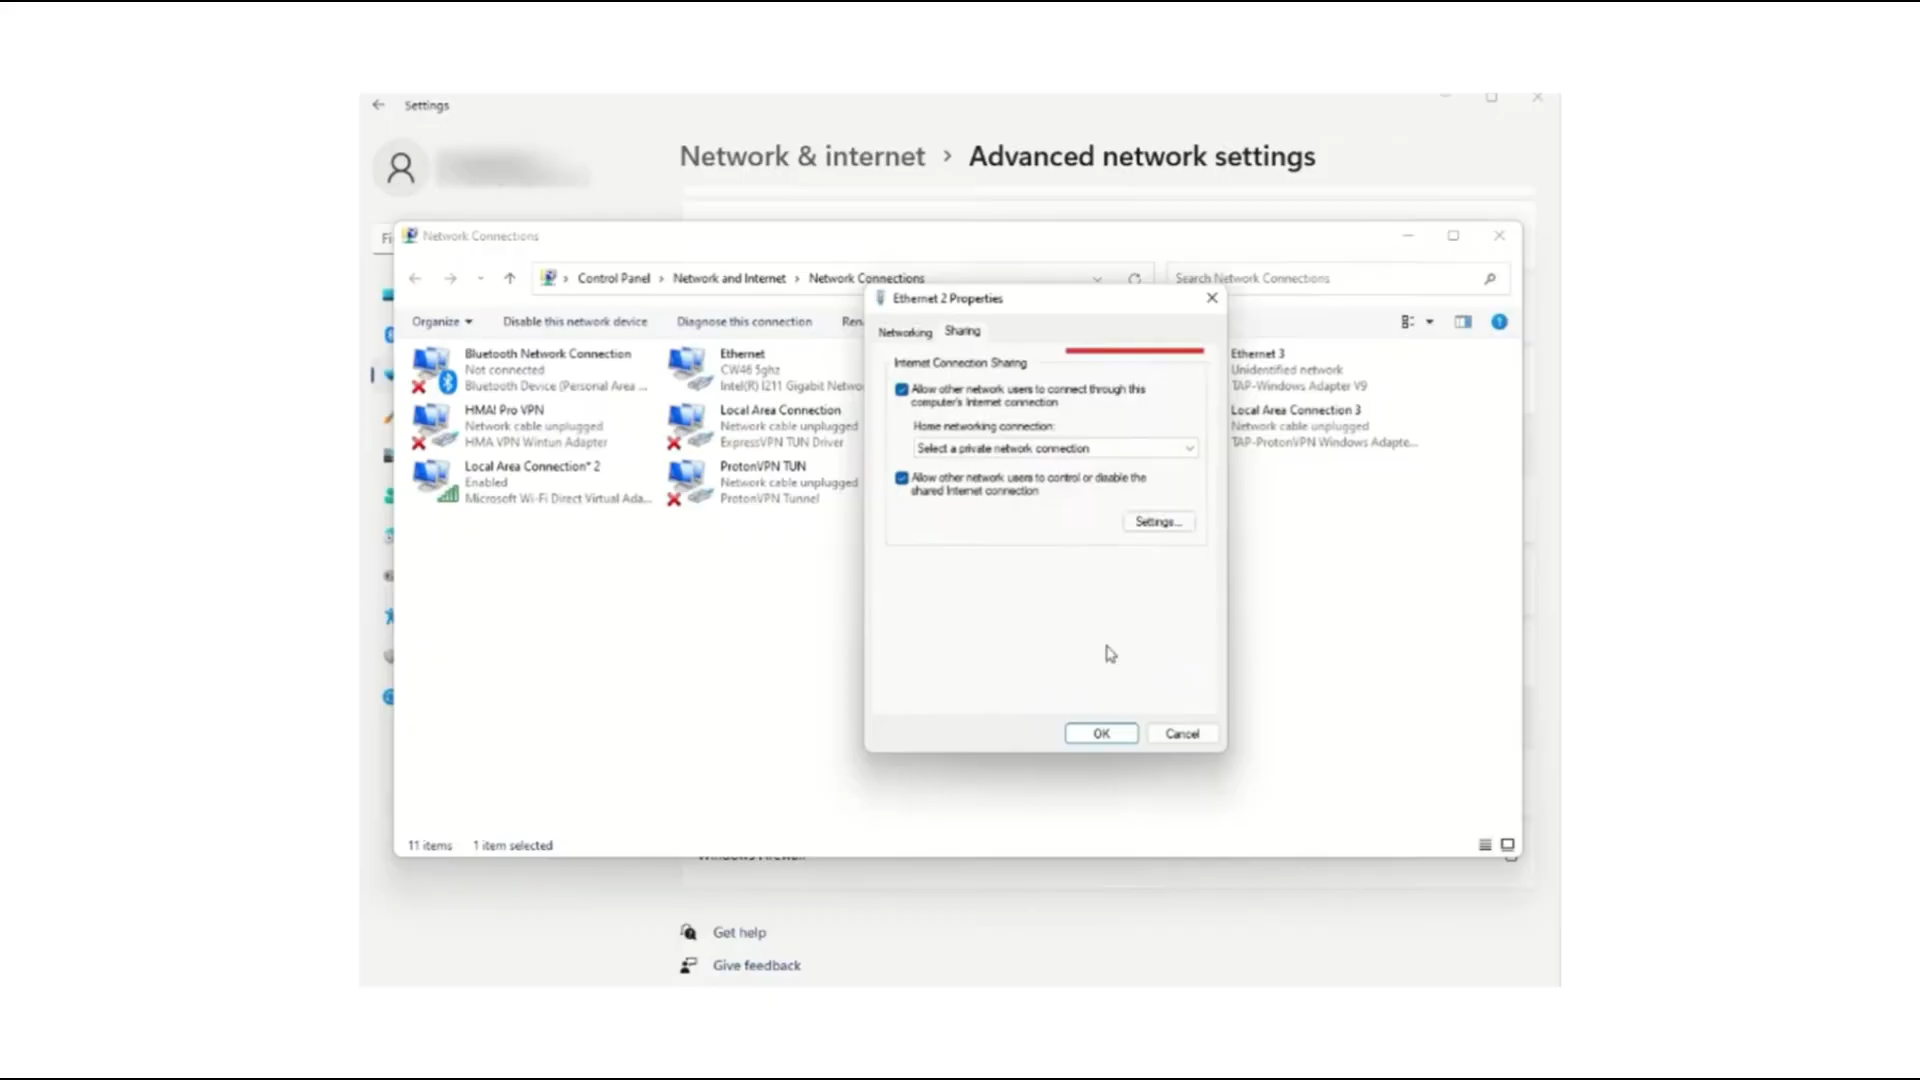 Settings
Network & internet › Advanced network settings
Fi
Network Connections
Control Panel › Network and Internet › Network Connections
Search Network Connections
Organize
Disable this network device
Diagnose this connection
Ren
Bluetooth Network Connection
Not connected
Bluetooth Device (Personal Area ...
Ethernet
CW46 5ghz
Intel(R) I211 Gigabit Netwo
Ethernet 3
Unidentified network
TAP-Windows Adapter V9
HMA! Pro VPN
Network cable unplugged
HMA VPN Wintun Adapter
Local Area Connection
Network cable unplugged
ExpressVPN TUN Driver
Local Area Connection 3
Network cable unplugged
TAP-ProtonVPN Windows Adapte...
Local Area Connection* 2
Enabled
Microsoft Wi-Fi Direct Virtual Ada...
ProtonVPN TUN
Network cable unplugged
ProtonVPN Tunnel
Ethernet 2 Properties
Networking
Sharing
Internet Connection Sharing
Allow other network users to connect through this
computer's Internet connection
Home networking connection:
Select a private network connection
Allow other network users to control or disable the
shared Internet connection
Settings...
OK
Cancel
11 items
1 item selected
Windows Firewall
Get help
Give feedback